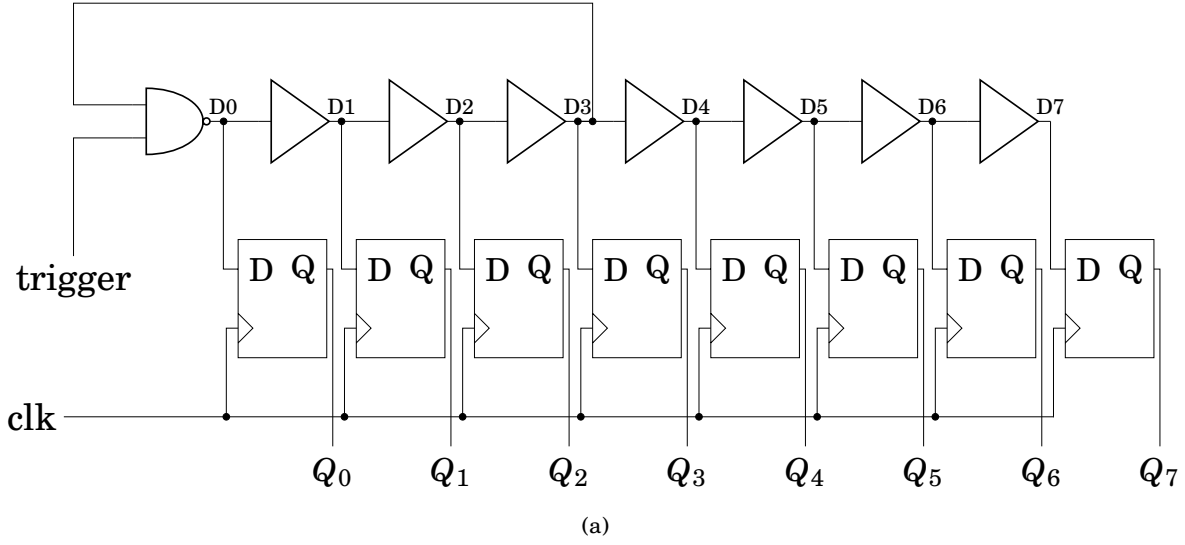 D0 D1 D2 D3 D4 D5 D6 D7
trigger
D Q D Q D Q D Q D Q D Q D Q D Q
clk
Q0 Q1 Q2 Q3 Q4 Q5 Q6 Q7
(a)